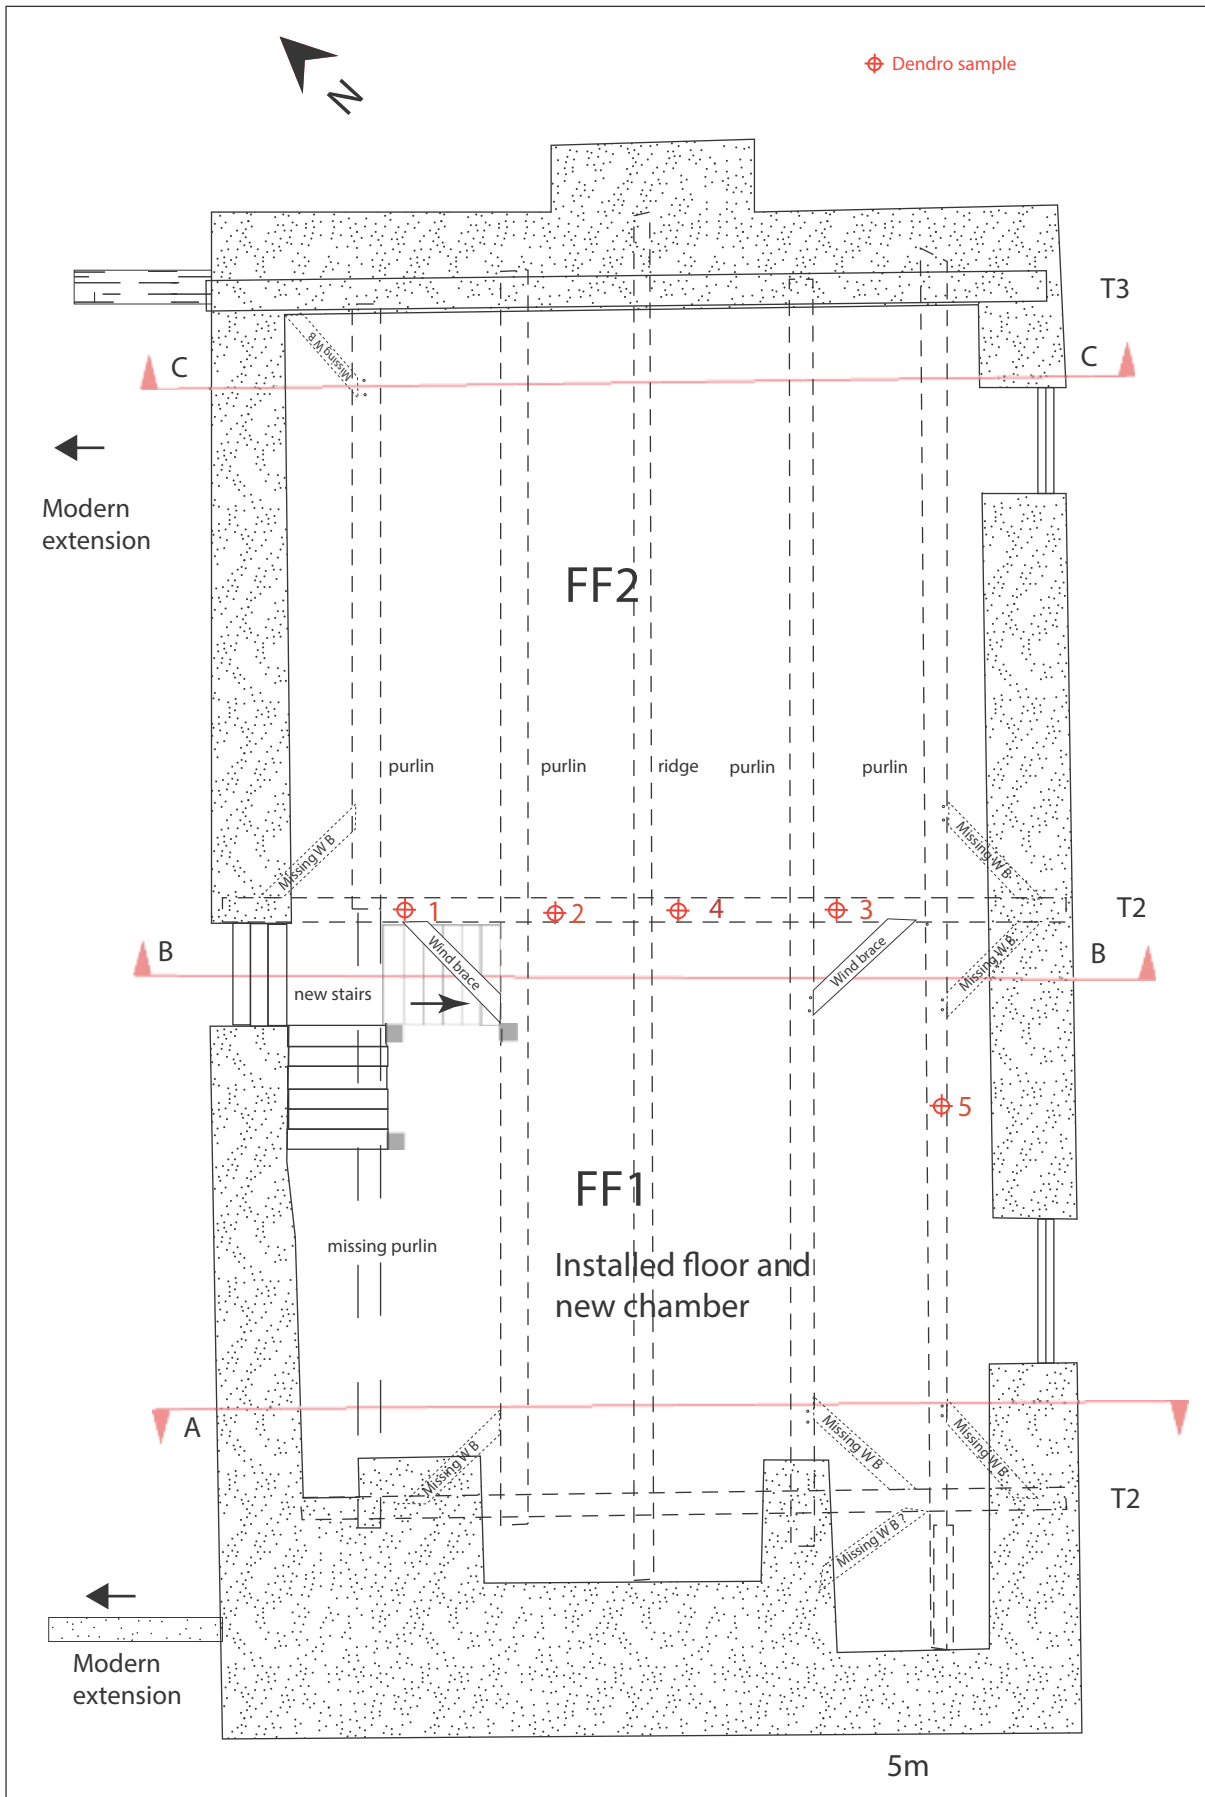 N
Dendro sample
T3
C
C
Missing W B
Modern
extension
FF2
purlin
purlin
ridge
purlin
purlin
Missing W B
Missing W B
1
2
4
3
T2
B
B
Wind brace
Wind brace
Missing W B
new stairs
5
FF1
missing purlin
Installed floor and
new chamber
A
Missing W B
Missing W B
Missing W B
T2
Missing W B ?
Modern
extension
5m